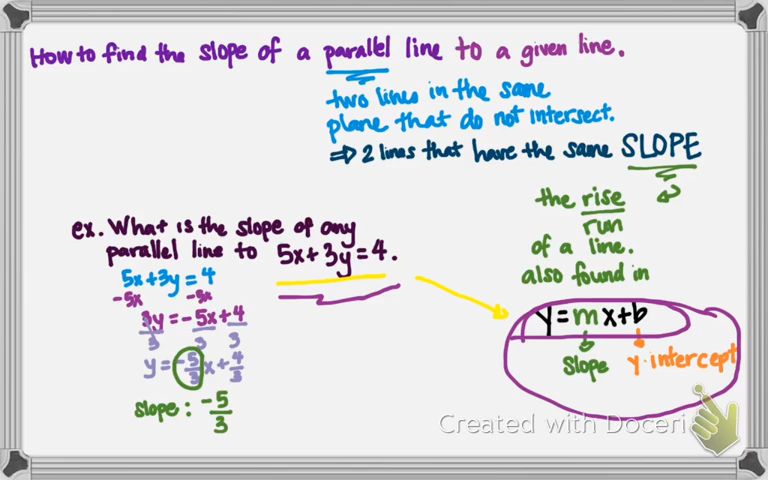 How to find the slope of a parallel line to a given line.
two lines in the same
plane that do not intersect.
⇒ 2 lines that have the same SLOPE
the rise
run
of a line.
also found in
y=mx+b
slope
y-intercept
ex. What is the slope of any
parallel line to 5x+3y=4.
5x+3y=4
-5x -5x
3y=-5x+4
3 3 3
y=-5/3x+4/3
slope: -5/3
Created with Doceri